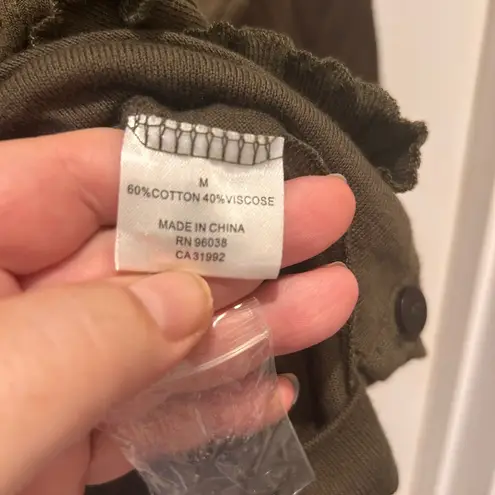 M
60%COTTON 40%VISCOSE
MADE IN CHINA
RN 96038
CA 31992